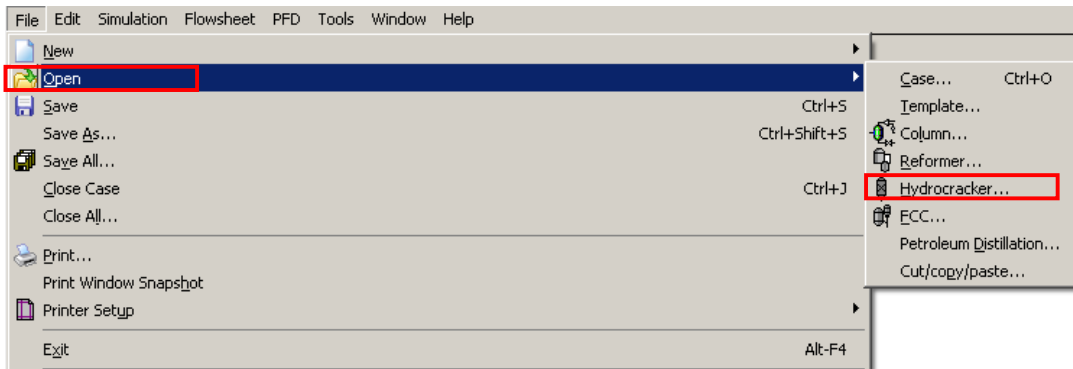 File Edit Simulation Flowsheet PFD Tools Window Help
New
Open
Save Ctrl+S
Save As... Ctrl+Shift+S
Save All...
Close Case Ctrl+J
Close All...
Print...
Print Window Snapshot
Printer Setup
Exit Alt-F4
Case... Ctrl+O
Template...
Column...
Reformer...
Hydrocracker...
FCC...
Petroleum Distillation...
Cut/copy/paste...